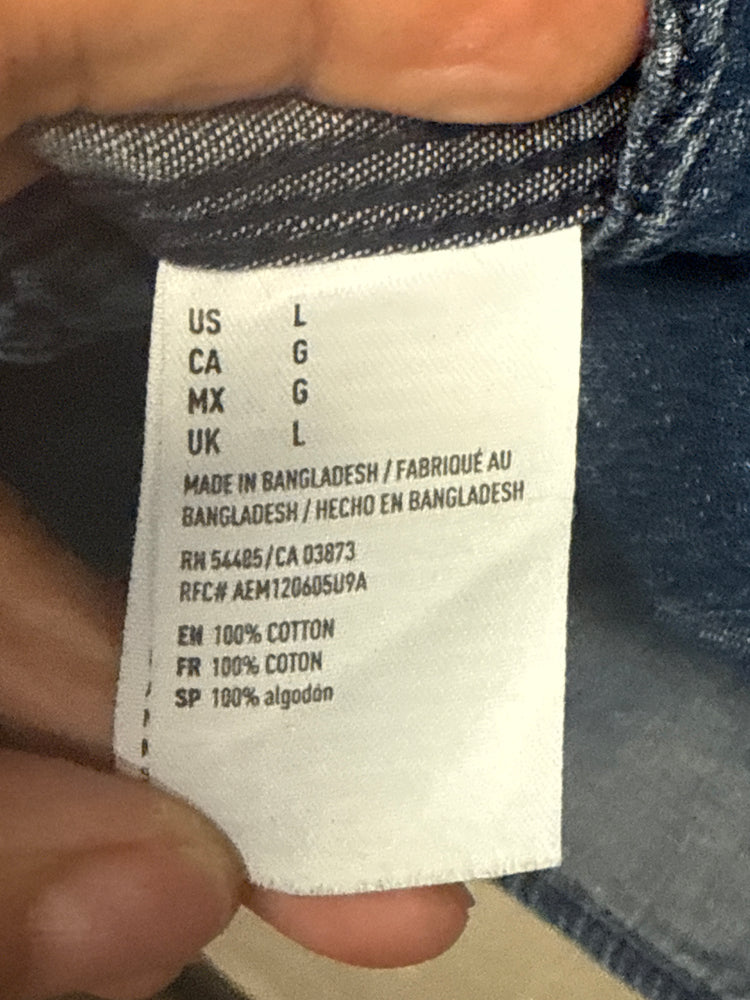 US L
CA G
MX G
UK L
MADE IN BANGLADESH / FABRIQUÉ AU
BANGLADESH / HECHO EN BANGLADESH
RN 54485/CA 03873
RFC# AEM120605U9A
EN 100% COTTON
FR 100% COTON
SP 100% algodón